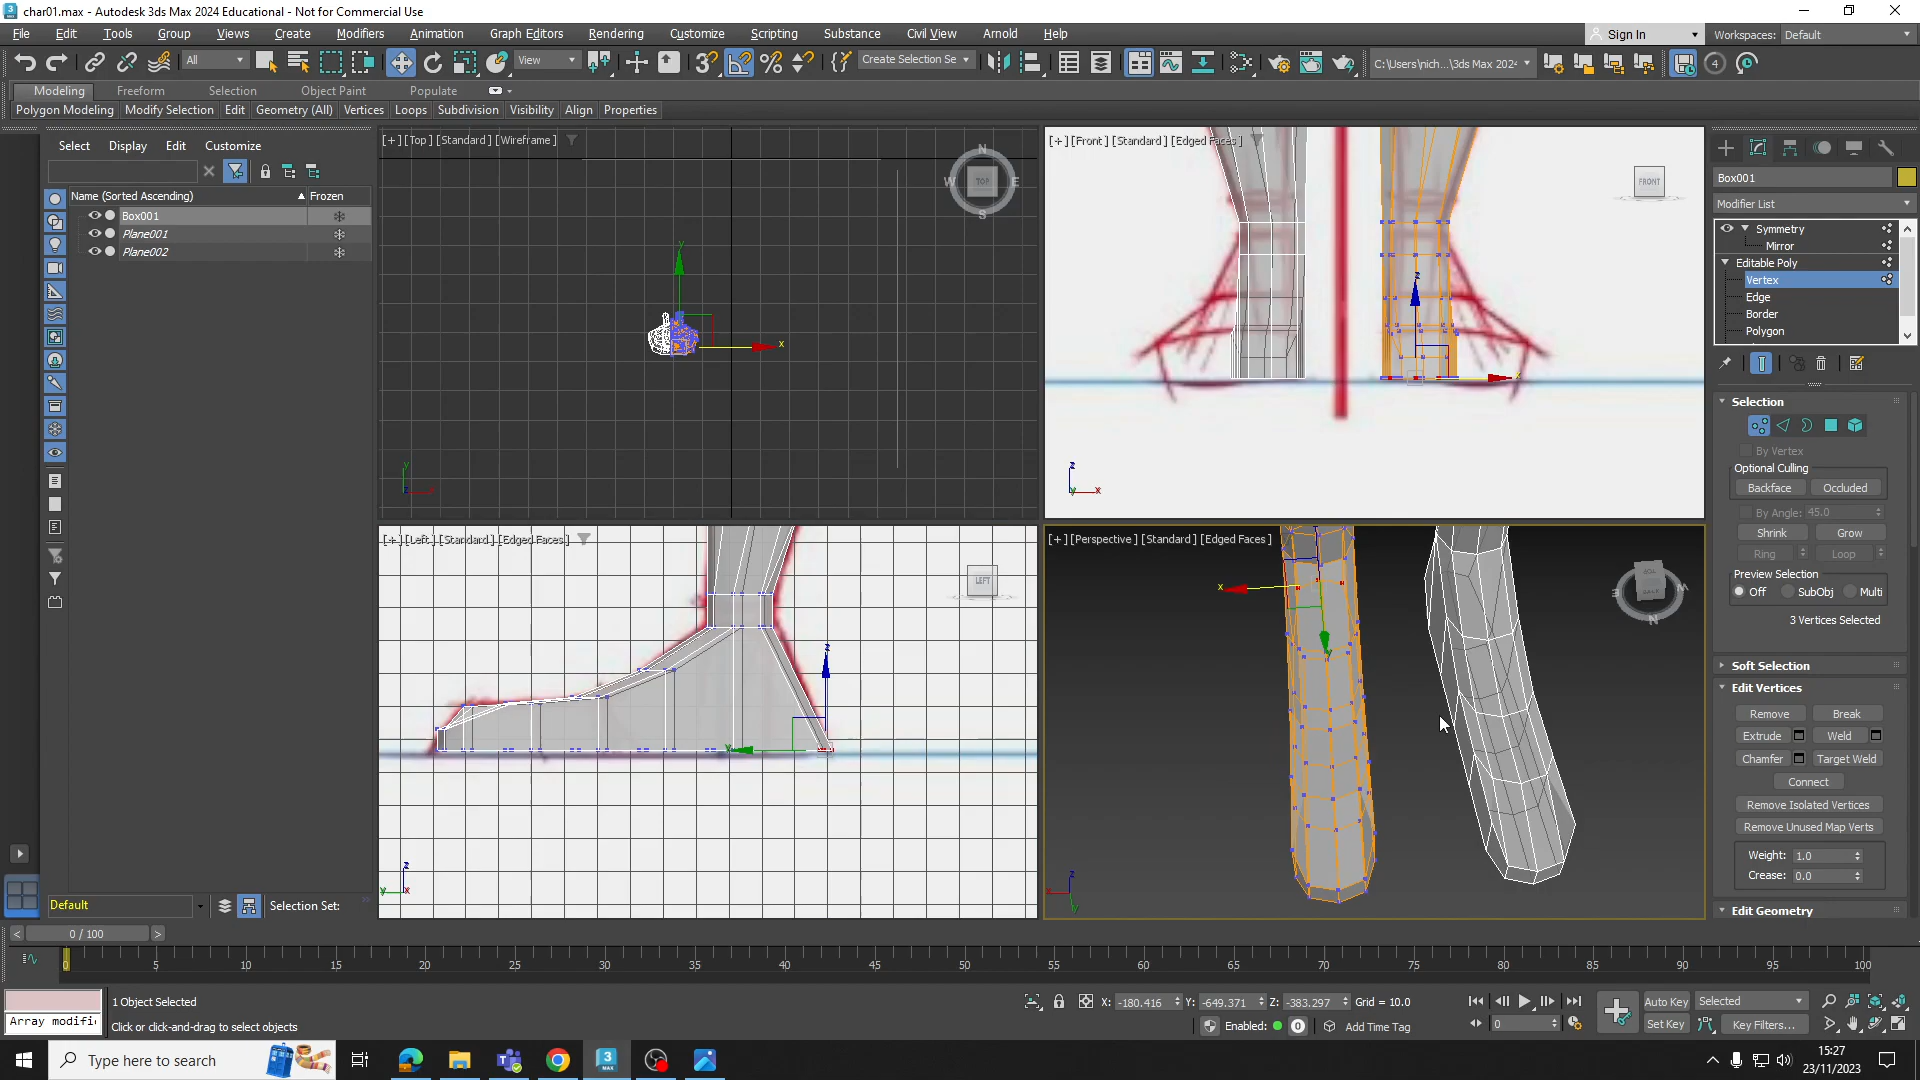 char01.max - Autodesk 3ds Max 2024 Educational - Not for Commercial Use
File Edit Tools Group Views Create Modifiers Animation Graph Editors Rendering Customize Scripting Substance Civil View Arnold Help
Sign In Workspaces: Default
All View Create Selection Se C:\Users\nich...\3ds Max 2024
Modeling Freeform Selection Object Paint Populate
Polygon Modeling Modify Selection Edit Geometry (All) Vertices Loops Subdivision Visibility Align Properties
Select Display Edit Customize
Name (Sorted Ascending) Frozen
Box001
Plane001
Plane002
[+] [Top] [Standard] [Wireframe]
[+] [Front] [Standard] [Edged Faces]
[+] [Left] [Standard] [Edged Faces]
[+] [Perspective] [Standard] [Edged Faces]
TOP
N
E
S
W
FRONT
LEFT
Box001
Modifier List
Symmetry
Mirror
Editable Poly
Vertex
Edge
Border
Polygon
Selection
By Vertex
Optional Culling
Backface Occluded
By Angle: 45.0
Shrink Grow
Ring Loop
Preview Selection
Off SubObj Multi
3 Vertices Selected
Soft Selection
Edit Vertices
Remove Break
Extrude Weld
Chamfer Target Weld
Connect
Remove Isolated Vertices
Remove Unused Map Verts
Weight: 1.0
Crease: 0.0
Edit Geometry
Default Selection Set:
0 / 100
0 5 10 15 20 25 30 35 40 45 50 55 60 65 70 75 80 85 90 95 100
1 Object Selected
X: -180.416 Y: -649.371 Z: -383.297 Grid = 10.0
Auto Key Selected
Array modifi
Click or click-and-drag to select objects
Enabled: 0 Add Time Tag
0
Set Key Key Filters...
Type here to search
15:27
23/11/2023